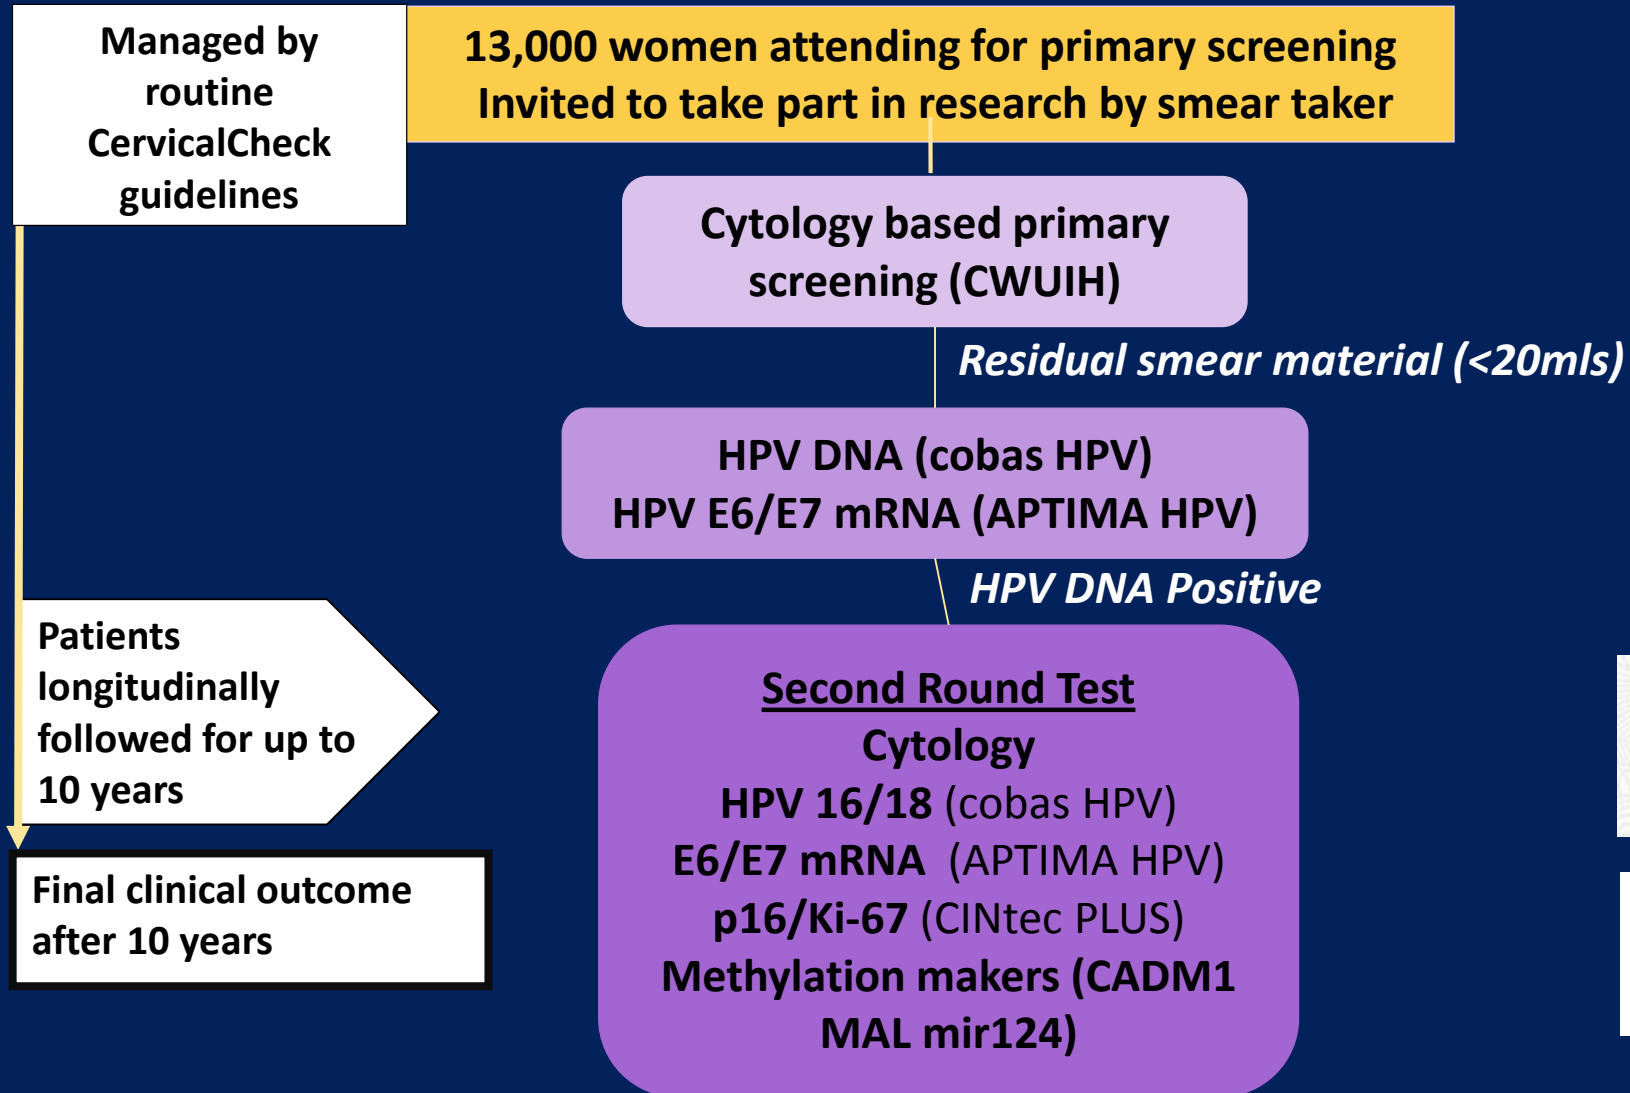 Managed by
routine
CervicalCheck
guidelines
13,000 women attending for primary screening
Invited to take part in research by smear taker
Cytology based primary
screening (CWUIH)
Residual smear material (<20mls)
HPV DNA (cobas HPV)
HPV E6/E7 mRNA (APTIMA HPV)
HPV DNA Positive
Patients
longitudinally
followed for up to
10 years
Second Round Test
Cytology
HPV 16/18 (cobas HPV)
E6/E7 mRNA (APTIMA HPV)
p16/Ki-67 (CINtec PLUS)
Methylation makers (CADM1
MAL mir124)
Final clinical outcome
after 10 years